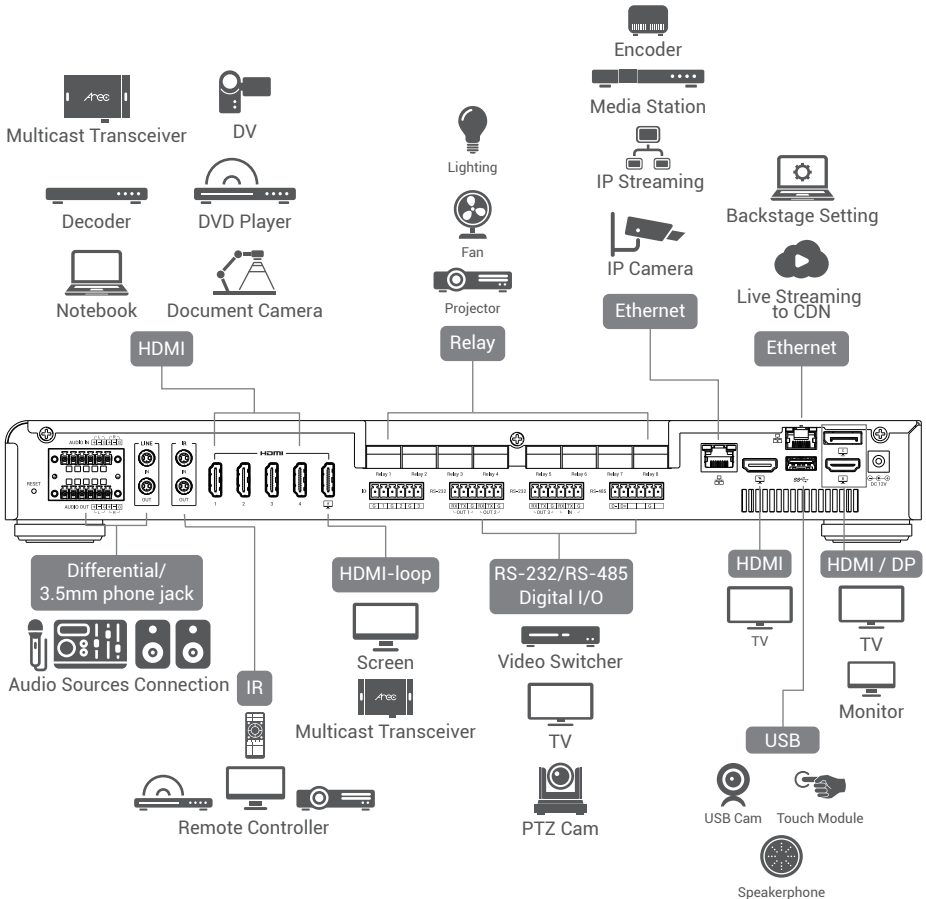 Encoder
Media Station
IP Streaming
IP Camera
Ethernet
Multicast Transceiver
DV
Decoder
DVD Player
Notebook
Document Camera
HDMI
Lighting
Fan
Projector
Relay
Backstage Setting
Live Streaming
to CDN
Ethernet
AUDIO IN
LINE
IR
HDMI
IN
IN
OUT
OUT
RESET
AUDIO OUT
1
2
3
4
Relay 1
Relay 2
Relay 3
Relay 4
Relay 5
Relay 6
Relay 7
Relay 8
RS-232
RS-232
RS-485
OUT 1
OUT 2
OUT 3
IN
DC 12V
Differential/
3.5mm phone jack
Audio Sources Connection
IR
Remote Controller
HDMI-loop
Screen
Arec
Multicast Transceiver
RS-232/RS-485
Digital I/O
Video Switcher
TV
PTZ Cam
HDMI
TV
HDMI / DP
TV
Monitor
USB
USB Cam
Touch Module
Speakerphone